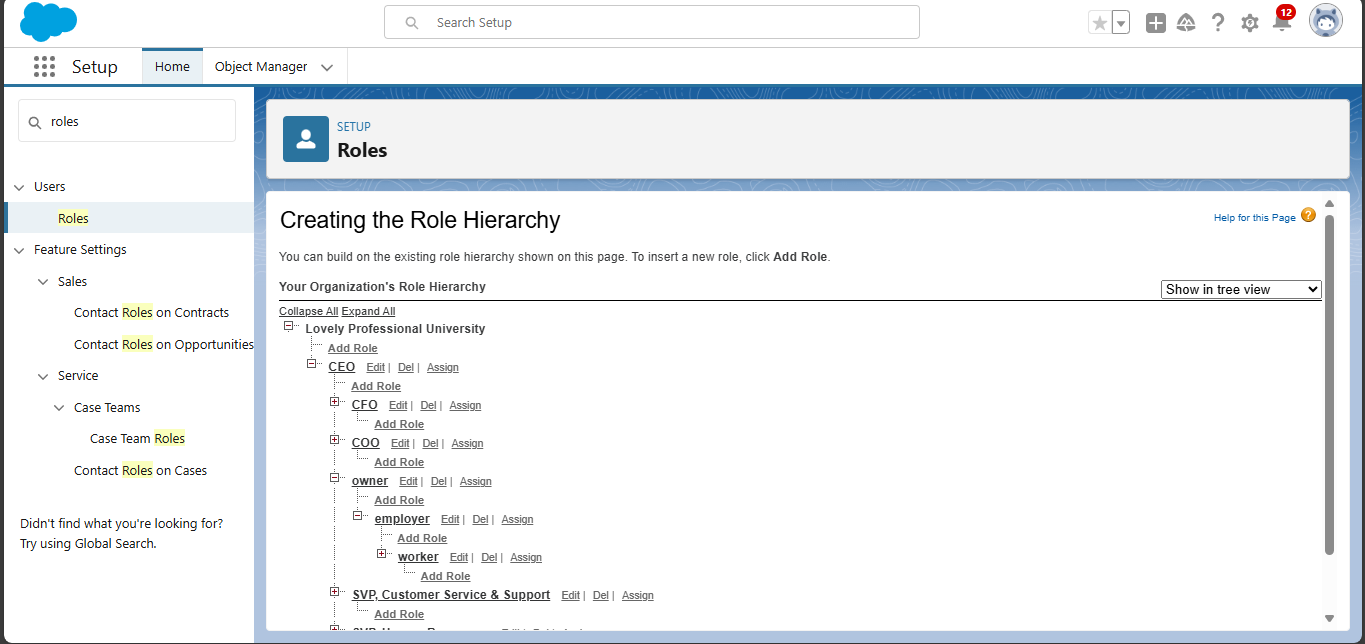 Search Setup
12
Setup
Home
Object Manager
roles
Users
Roles
Feature Settings
Sales
Contact Roles on Contracts
Contact Roles on Opportunities
Service
Case Teams
Case Team Roles
Contact Roles on Cases
Didn't find what you're looking for?
Try using Global Search.
SETUP
Roles
Creating the Role Hierarchy
Help for this Page ?
You can build on the existing role hierarchy shown on this page. To insert a new role, click Add Role.
Your Organization's Role Hierarchy
Show in tree view
Collapse All Expand All
Lovely Professional University
Add Role
CEO Edit | Del | Assign
Add Role
CFO Edit | Del | Assign
Add Role
COO Edit | Del | Assign
Add Role
owner Edit | Del | Assign
Add Role
employer Edit | Del | Assign
Add Role
worker Edit | Del | Assign
Add Role
SVP, Customer Service & Support Edit | Del | Assign
Add Role